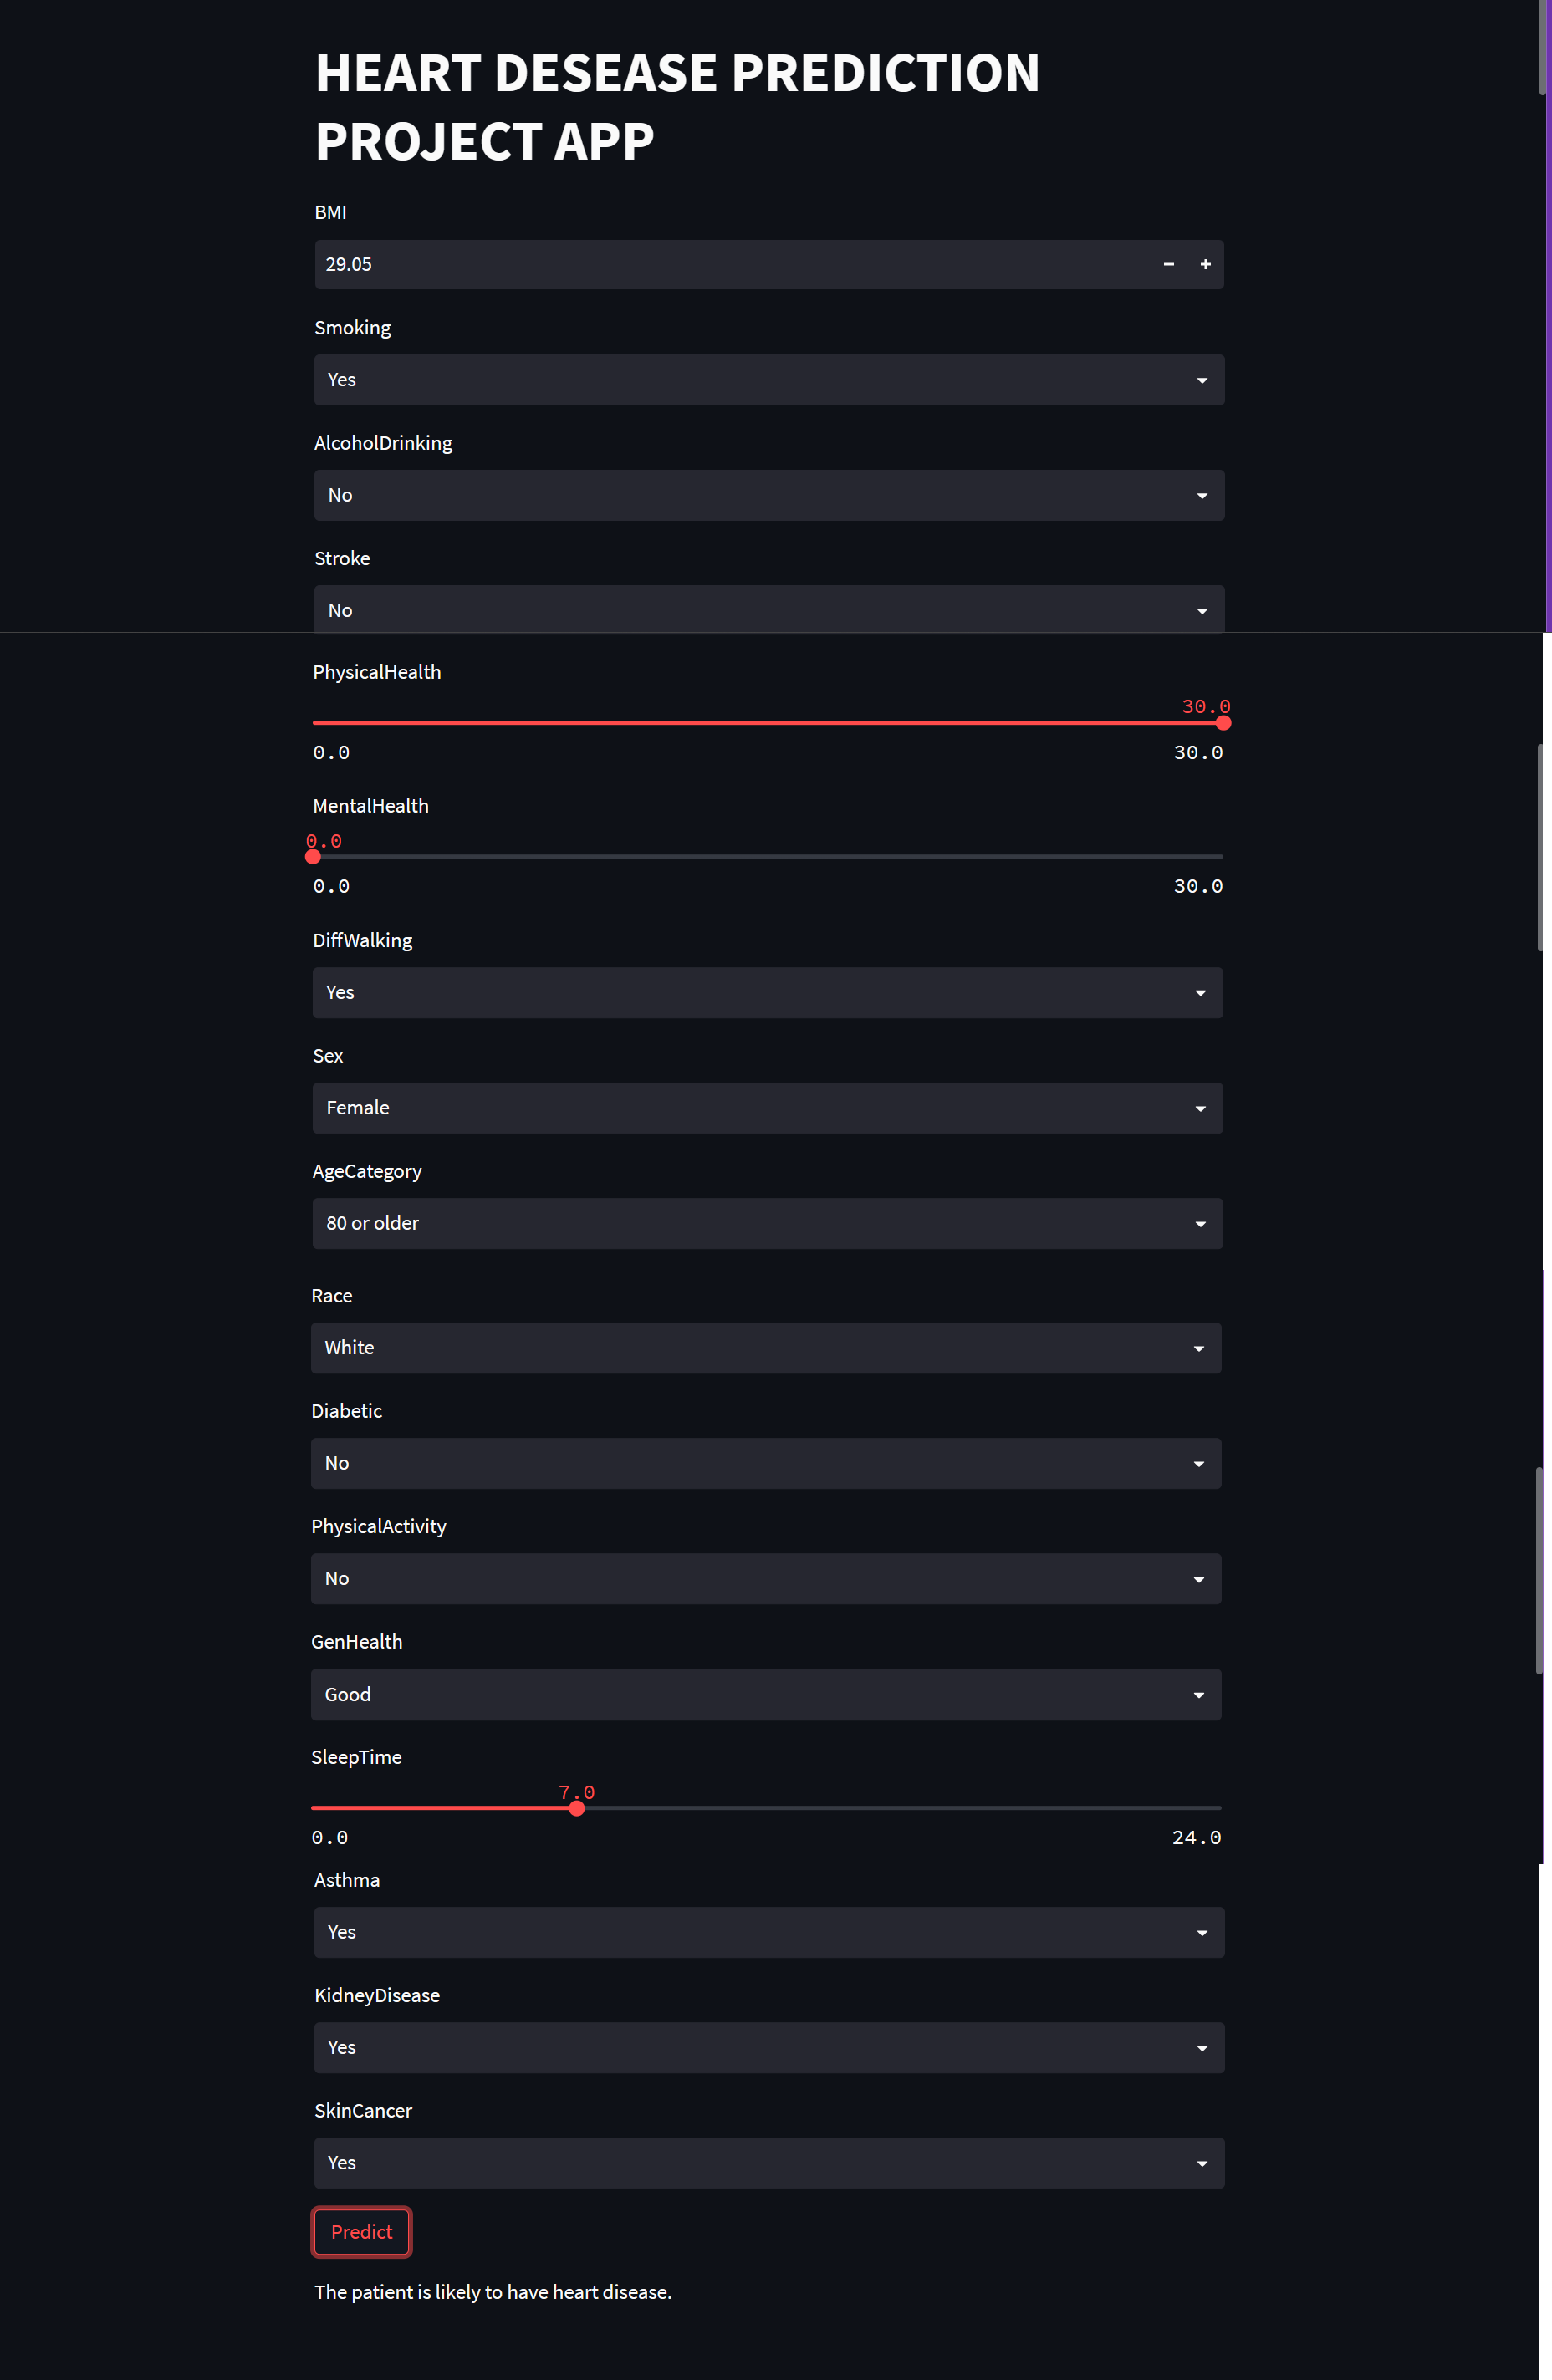 HEART DESEASE PREDICTION
PROJECT APP
BMI
29.05
Smoking
Yes
AlcoholDrinking
No
Stroke
No
PhysicalHealth
30.0
0.0 30.0
MentalHealth
0.0
0.0 30.0
DiffWalking
Yes
Sex
Female
AgeCategory
80 or older
Race
White
Diabetic
No
PhysicalActivity
No
GenHealth
Good
SleepTime
7.0
0.0 24.0
Asthma
Yes
KidneyDisease
Yes
SkinCancer
Yes
Predict
The patient is likely to have heart disease.